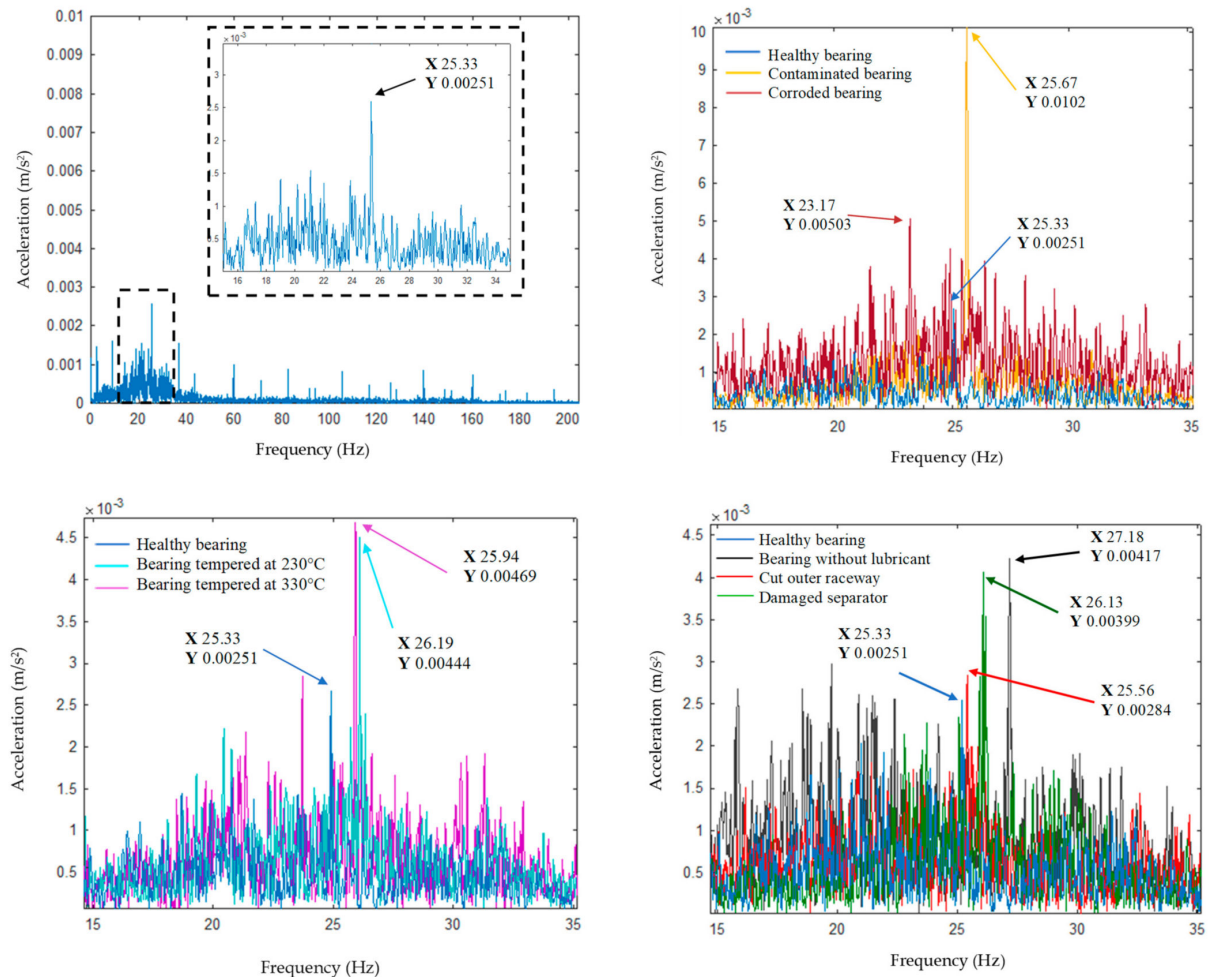 0.01
0.009
0.008
0.007
0.006
0.005
0.004
0.003
0.002
0.001
0
Acceleration (m/s²)
×10⁻³
3
2.5
2
1.5
1
0.5
16 18 20 22 24 26 28 30 32 34
X 25.33
Y 0.00251
0 20 40 60 80 100 120 140 160 180 200
Frequency (Hz)
× 10⁻³
10
9
8
7
6
5
4
3
2
1
Acceleration (m/s²)
Healthy bearing
Contaminated bearing
Corroded bearing
X 25.67
Y 0.0102
X 23.17
Y 0.00503
X 25.33
Y 0.00251
15 20 25 30 35
Frequency (Hz)
× 10⁻³
4.5
4
3.5
3
2.5
2
1.5
1
0.5
Acceleration (m/s²)
Healthy bearing
Bearing tempered at 230°C
Bearing tempered at 330°C
X 25.94
Y 0.00469
X 26.19
Y 0.00444
X 25.33
Y 0.00251
15 20 25 30 35
Frequency (Hz)
× 10⁻³
4.5
4
3.5
3
2.5
2
1.5
1
0.5
Acceleration (m/s²)
Healthy bearing
Bearing without lubricant
Cut outer raceway
Damaged separator
X 27.18
Y 0.00417
X 26.13
Y 0.00399
X 25.33
Y 0.00251
X 25.56
Y 0.00284
15 20 25 30 35
Frequency (Hz)